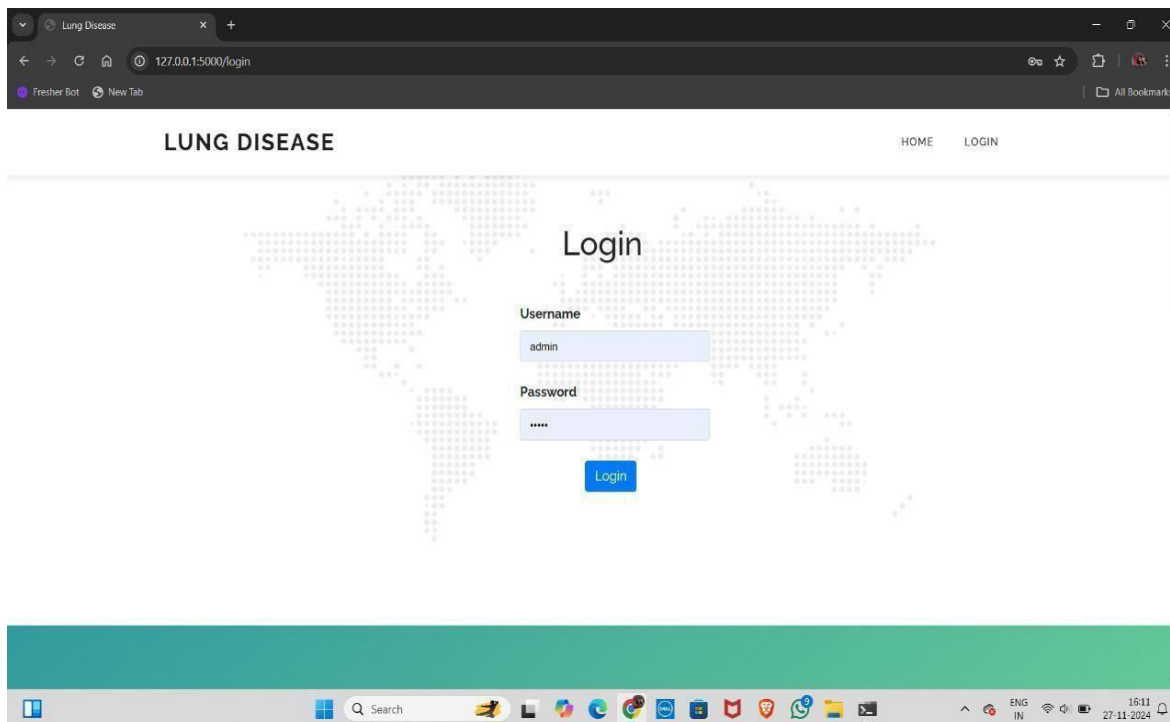 Lung Disease
127.0.0.1:5000/login
Fresher Bot New Tab All Bookmarks
LUNG DISEASE HOME LOGIN
Login
Username
admin
Password
•••••
Login
Search
ENG
IN
16:11
27-11-2024